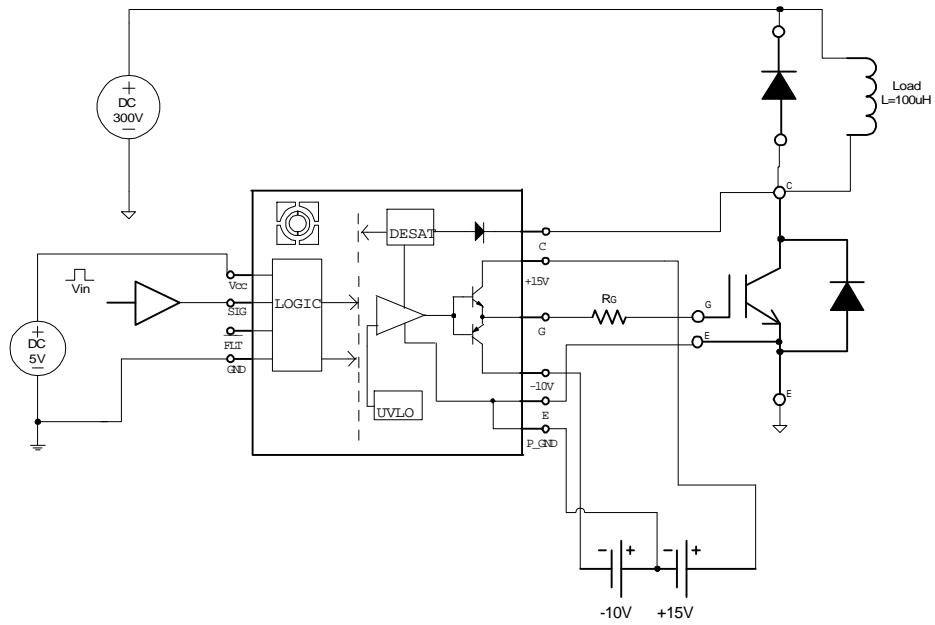 +
DC
300V
−
Load
L=100uH
C
DESAT
C
+15V
Vin
Vcc
LOGIC
SIG
RG
G
G
+
DC
5V
−
FLT
E
GND
-10V
UVLO
E
E
P_GND
- +
- +
-10V
+15V